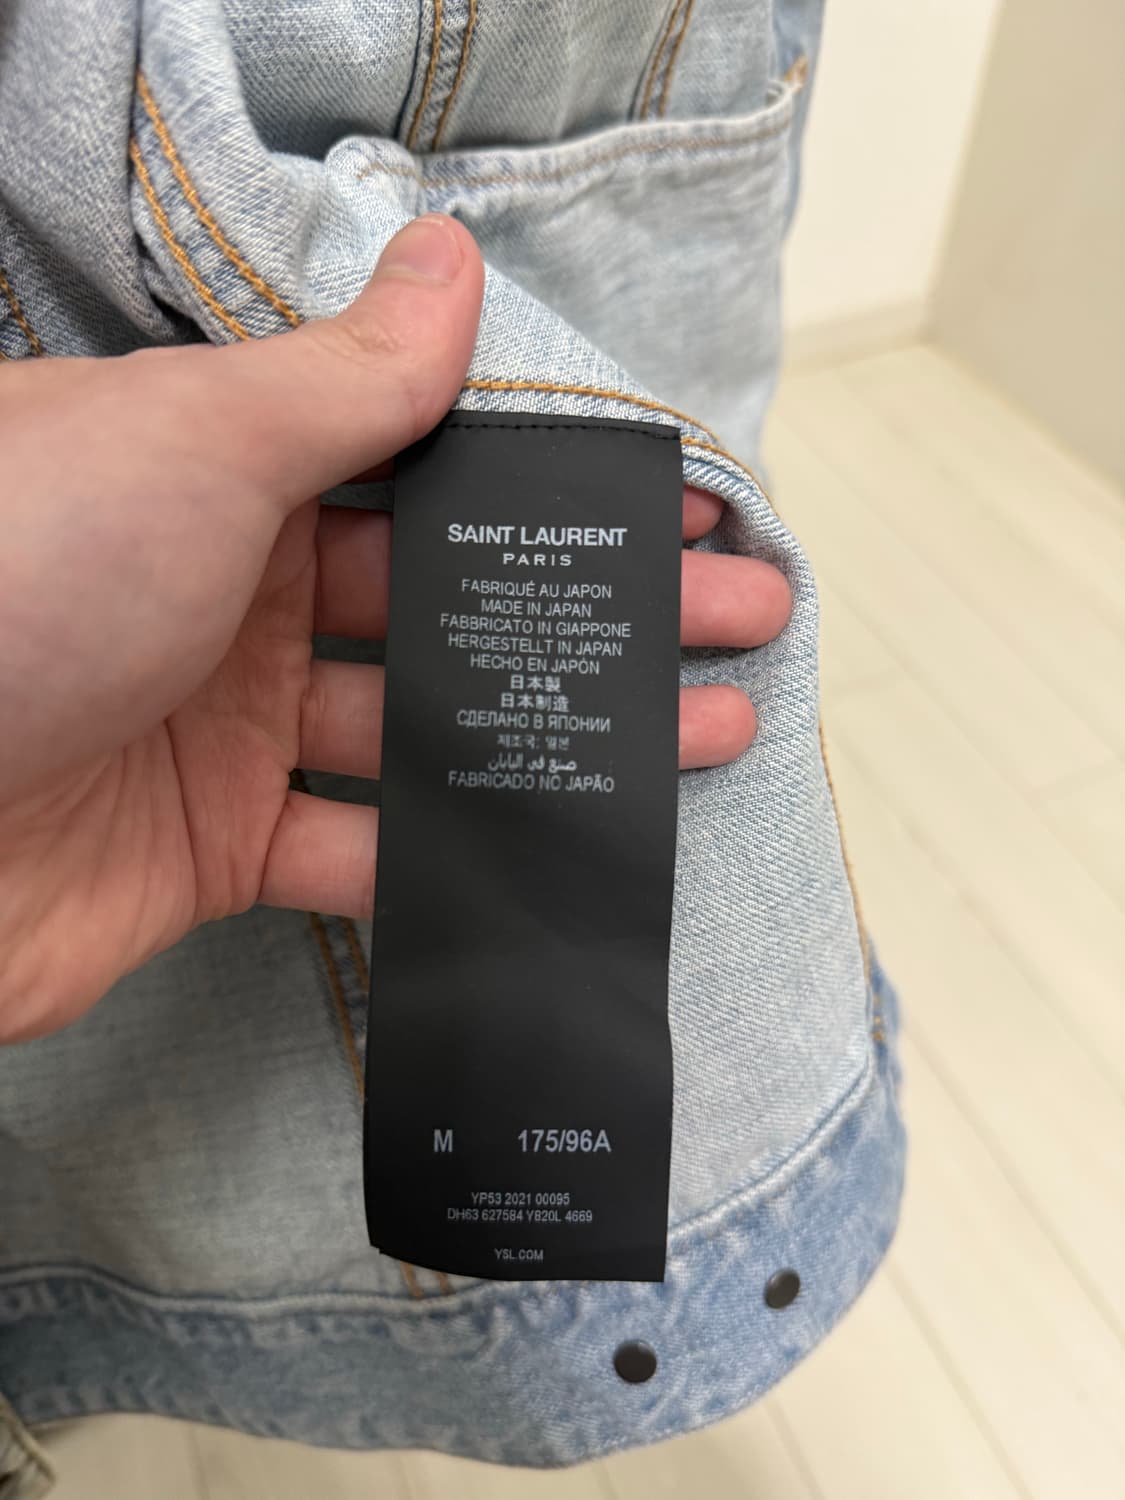 SAINT LAURENT
PARIS
FABRIQUÉ AU JAPON
MADE IN JAPAN
FABBRICATO IN GIAPPONE
HERGESTELLT IN JAPAN
HECHO EN JAPÓN
日本製
日本制造
СДЕЛАНО В ЯПОНИИ
제조국: 일본
صنع في اليابان
FABRICADO NO JAPÃO
M 175/96A
YP53 2021 00095
DH63 627584 Y820L 4669
YSL.COM